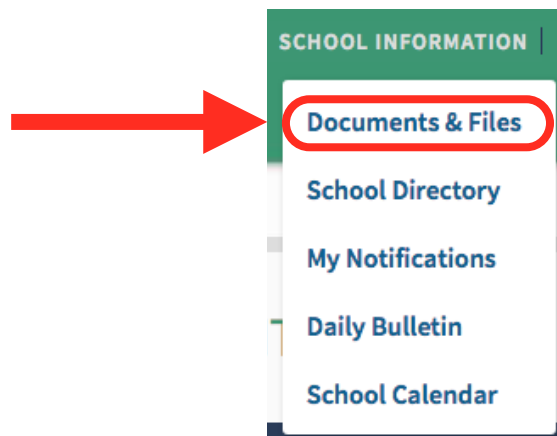 SCHOOL INFORMATION
Documents & Files
School Directory
My Notifications
Daily Bulletin
School Calendar